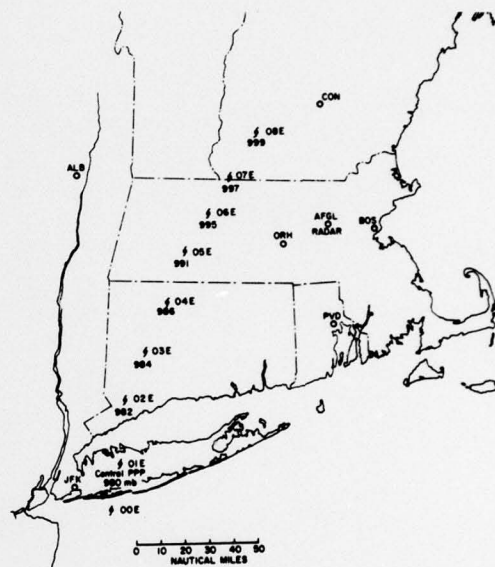 CON
08E
999
ALB
07E
997
06E
995
AFGL
RADAR
BOS
ORH
05E
991
04E
986
PVD
03E
984
02E
982
01E
Central PPP
980 mb
JFK
00E
0 10 20 30 40 50
NAUTICAL MILES